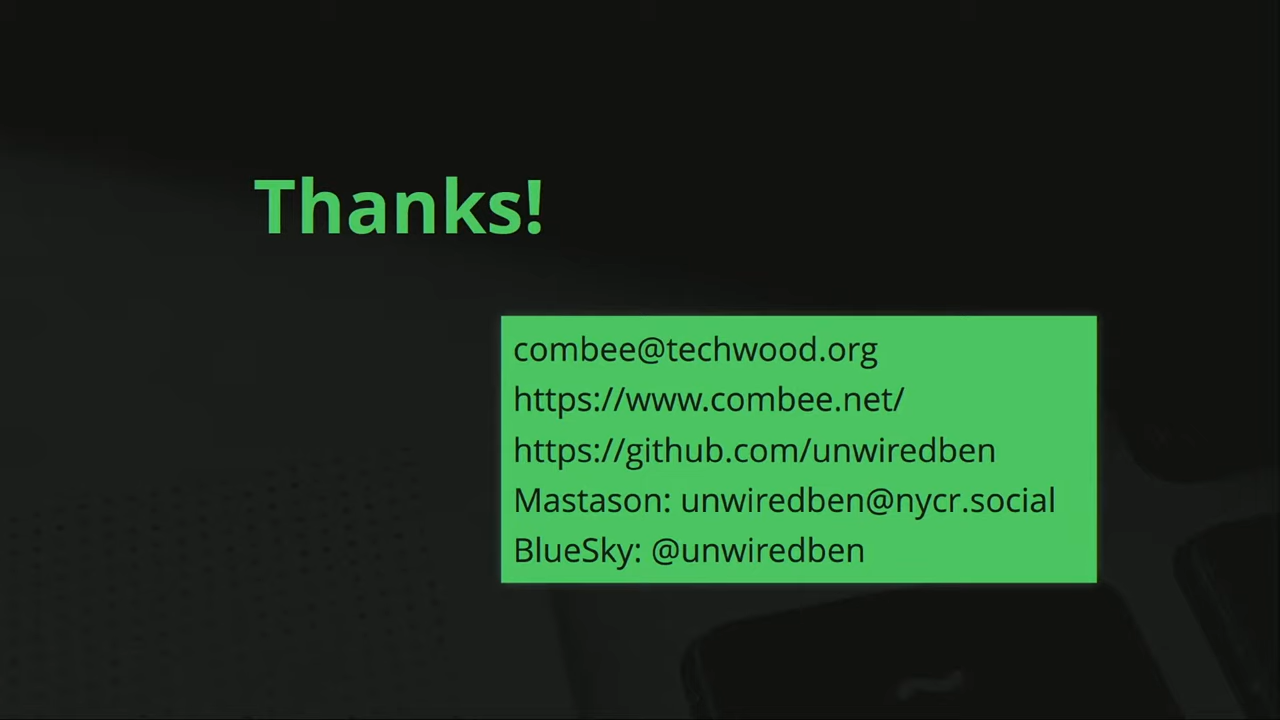 Thanks!
combee@techwood.org
https://www.combee.net/
https://github.com/unwiredben
Mastason: unwiredben@nycr.social
BlueSky: @unwiredben